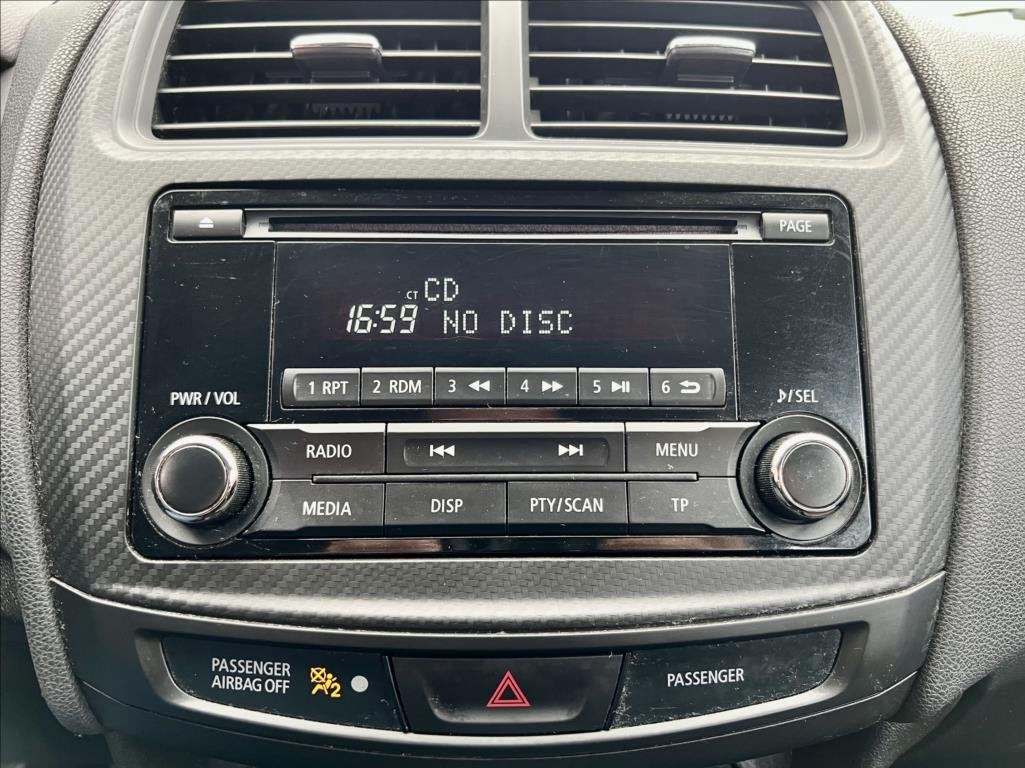 PAGE
CT CD
16:59 NO DISC
1 RPT 2 RDM 3 4 5 6
PWR / VOL
/SEL
RADIO
MENU
MEDIA DISP PTY/SCAN TP
PASSENGER
AIRBAG OFF
2
PASSENGER